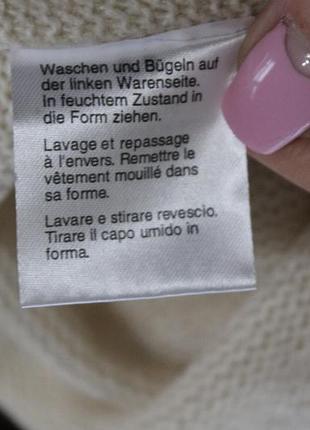 Waschen und Bügeln auf
der linken Warenseite.
In feuchtem Zustand in
die Form ziehen.
Lavage et repassage
à l'envers. Remettre le
vêtement mouillé dans
sa forme.
Lavare e stirare revescio.
Tirare il capo umido in
forma.